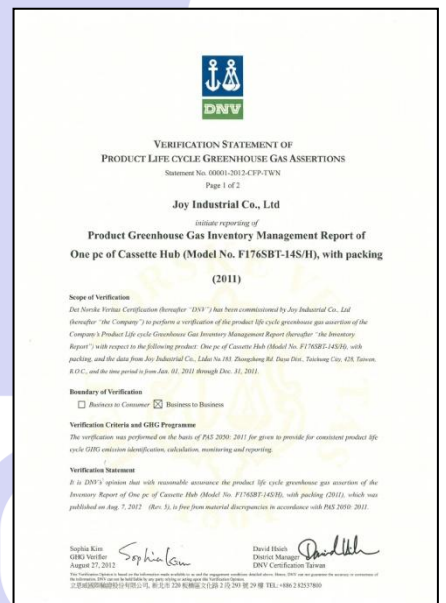 DNV
VERIFICATION STATEMENT OF
PRODUCT LIFE CYCLE GREENHOUSE GAS ASSERTIONS
Statement No. 00001-2012-CFP-TWN
Page 1 of 2
Joy Industrial Co., Ltd
initiate reporting of
Product Greenhouse Gas Inventory Management Report of
One pc of Cassette Hub (Model No. F176SBT-14S/H), with packing
(2011)
Scope of Verification
Det Norske Veritas Certification (hereafter "DNV") has been commissioned by Joy Industrial Co., Ltd
(hereafter "the Company") to perform a verification of the product life cycle greenhouse gas assertion of the
Company's Product Life cycle Greenhouse Gas Inventory Management Report (hereafter "the Inventory
Report") with respect to the following product: One pc of Cassette Hub (Model No. F176SBT-14S/H), with
packing, and the data from Joy Industrial Co., Ltd No.183, Zhongzheng Rd. Daya Dist., Taichung City, 428, Taiwan,
R.O.C., and the time period is from Jan. 01, 2011 through Dec. 31, 2011.
Boundary of Verification
Business to Consumer Business to Business
Verification Criteria and GHG Programme
The verification was performed on the basis of PAS 2050: 2011 for given to provide for consistent product life
cycle GHG emission identification, calculation, monitoring and reporting.
Verification Statement
It is DNV's opinion that with reasonable assurance the product life cycle greenhouse gas assertion of the
Inventory Report of One pc of Cassette Hub (Model No. F176SBT-14S/H), with packing (2011), which was
published on Aug. 7, 2012 (Rev. 5), is free from material discrepancies in accordance with PAS 2050: 2011.
Sophia Kim
GHG Verifier
August 27, 2012
David Hsieh
District Manager
DNV Certification Taiwan